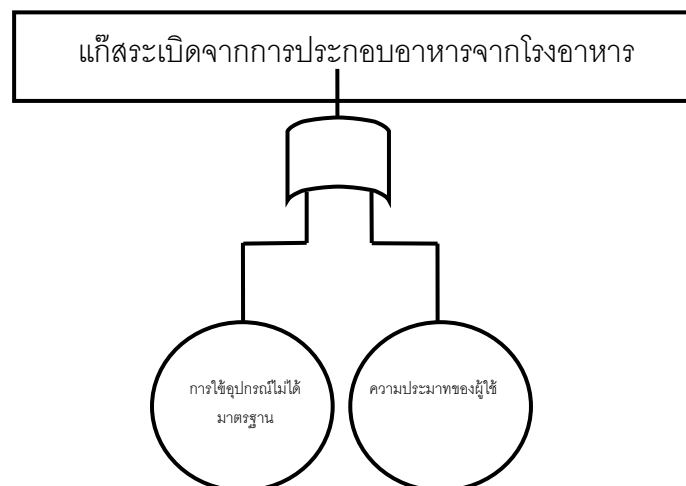 แก๊สระเบิดจากการประกอบอาหารจากโรงอาหาร
การใช้อุปกรณ์ไม่ได้
มาตรฐาน
ความประมาทของผู้ใช้